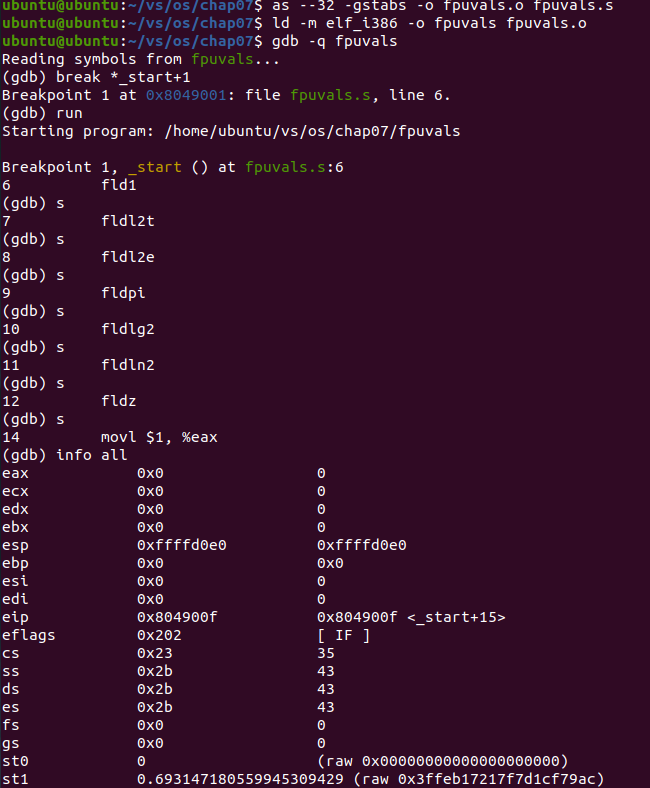 ubuntu@ubuntu:~/vs/os/chap07$ as --32 -gstabs -o fpuvals.o fpuvals.s
ubuntu@ubuntu:~/vs/os/chap07$ ld -m elf_i386 -o fpuvals fpuvals.o
ubuntu@ubuntu:~/vs/os/chap07$ gdb -q fpuvals
Reading symbols from fpuvals...
(gdb) break *_start+1
Breakpoint 1 at 0x8049001: file fpuvals.s, line 6.
(gdb) run
Starting program: /home/ubuntu/vs/os/chap07/fpuvals

Breakpoint 1, _start () at fpuvals.s:6
6          fld1
(gdb) s
7          fldl2t
(gdb) s
8          fldl2e
(gdb) s
9          fldpi
(gdb) s
10         fldlg2
(gdb) s
11         fldln2
(gdb) s
12         fldz
(gdb) s
14         movl $1, %eax
(gdb) info all
eax            0x0                 0
ecx            0x0                 0
edx            0x0                 0
ebx            0x0                 0
esp            0xffffd0e0          0xffffd0e0
ebp            0x0                 0x0
esi            0x0                 0
edi            0x0                 0
eip            0x804900f           0x804900f <_start+15>
eflags         0x202               [ IF ]
cs             0x23                35
ss             0x2b                43
ds             0x2b                43
es             0x2b                43
fs             0x0                 0
gs             0x0                 0
st0            0                   (raw 0x00000000000000000000)
st1            0.693147180559945309429 (raw 0x3ffeb17217f7d1cf79ac)